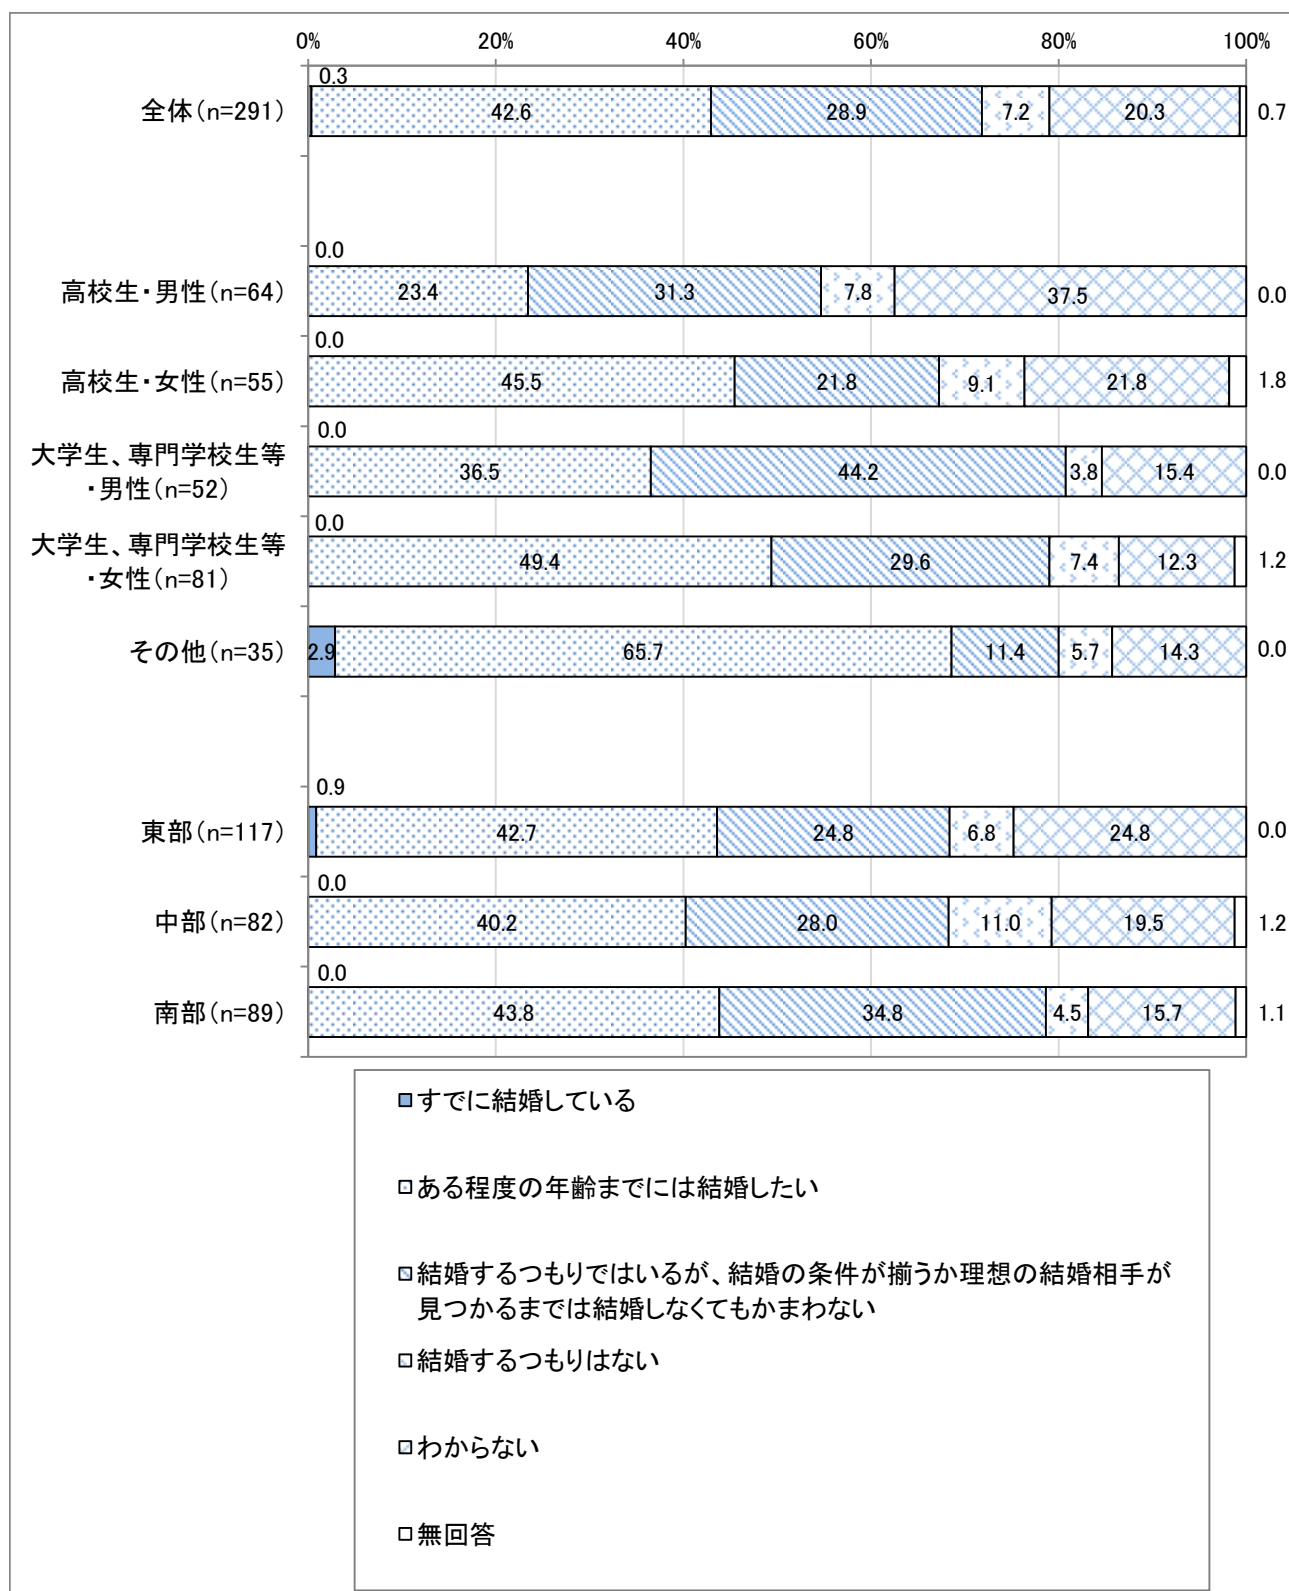 0% 20% 40% 60% 80% 100%
0.3
全体(n=291) 42.6 28.9 7.2 20.3 0.7
0.0
高校生・男性(n=64) 23.4 31.3 7.8 37.5 0.0
0.0
高校生・女性(n=55) 45.5 21.8 9.1 21.8 1.8
0.0
大学生、専門学校生等
・男性(n=52) 36.5 44.2 3.8 15.4 0.0
0.0
大学生、専門学校生等
・女性(n=81) 49.4 29.6 7.4 12.3 1.2
その他(n=35) 2.9 65.7 11.4 5.7 14.3 0.0
0.9
東部(n=117) 42.7 24.8 6.8 24.8 0.0
0.0
中部(n=82) 40.2 28.0 11.0 19.5 1.2
0.0
南部(n=89) 43.8 34.8 4.5 15.7 1.1
すでに結婚している
ある程度の年齢までには結婚したい
結婚するつもりではいるが、結婚の条件が揃うか理想の結婚相手が
見つかるまでは結婚しなくてもかまわない
結婚するつもりはない
わからない
無回答